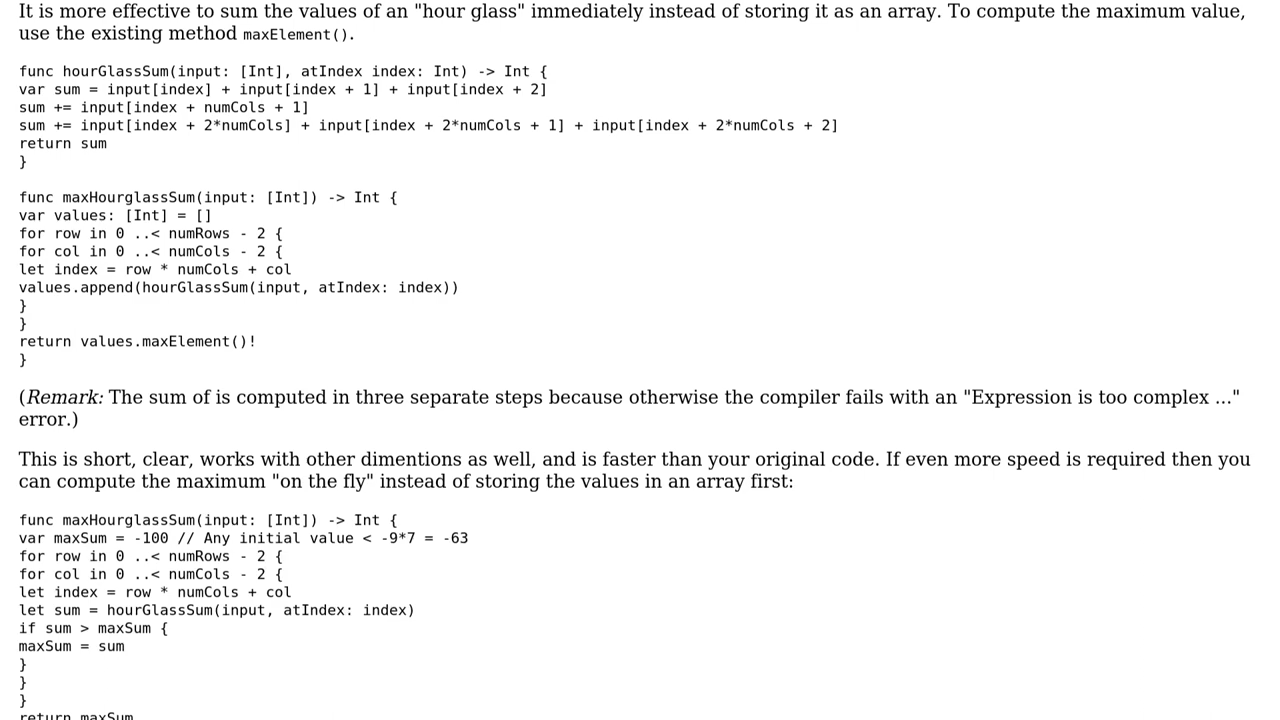 It is more effective to sum the values of an "hour glass" immediately instead of storing it as an array. To compute the maximum value,
use the existing method maxElement().
func hourGlassSum(input: [Int], atIndex index: Int) -> Int {
var sum = input[index] + input[index + 1] + input[index + 2]
sum += input[index + numCols + 1]
sum += input[index + 2*numCols] + input[index + 2*numCols + 1] + input[index + 2*numCols + 2]
return sum
}
func maxHourglassSum(input: [Int]) -> Int {
var values: [Int] = []
for row in 0 ..< numRows - 2 {
for col in 0 ..< numCols - 2 {
let index = row * numCols + col
values.append(hourGlassSum(input, atIndex: index))
}
}
return values.maxElement()!
}
(Remark: The sum of is computed in three separate steps because otherwise the compiler fails with an "Expression is too complex ..."
error.)
This is short, clear, works with other dimentions as well, and is faster than your original code. If even more speed is required then you
can compute the maximum "on the fly" instead of storing the values in an array first:
func maxHourglassSum(input: [Int]) -> Int {
var maxSum = -100 // Any initial value < -9*7 = -63
for row in 0 ..< numRows - 2 {
for col in 0 ..< numCols - 2 {
let index = row * numCols + col
let sum = hourGlassSum(input, atIndex: index)
if sum > maxSum {
maxSum = sum
}
}
}
return maxSum